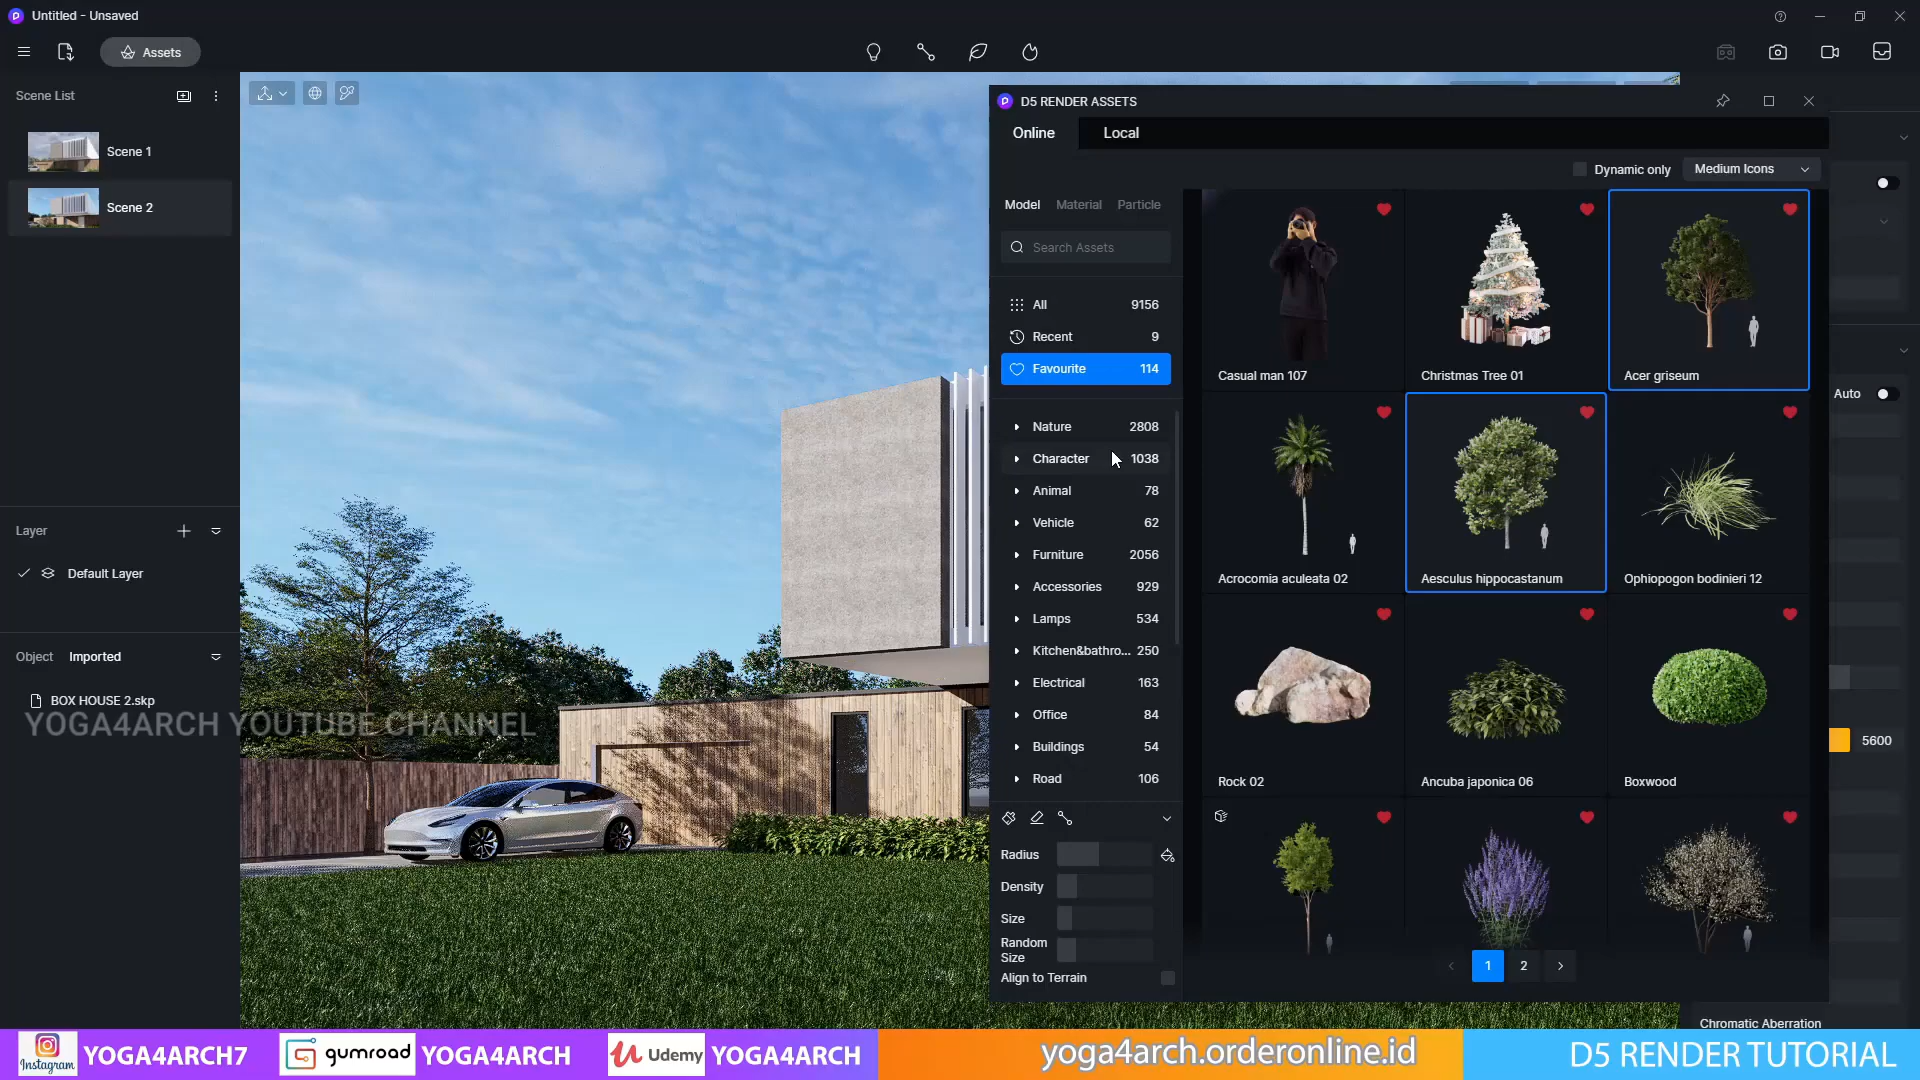 Untitled - Unsaved
Assets
Scene List
Scene 1
Scene 2
Layer
Default Layer
Object Imported
BOX HOUSE 2.skp
YOGA4ARCH YOUTUBE CHANNEL
D5 RENDER ASSETS
Online Local
Dynamic only Medium Icons
Model Material Particle
Search Assets
All 9156
Recent 9
Favourite 114
Nature 2808
Character 1038
Animal 78
Vehicle 62
Furniture 2056
Accessories 929
Lamps 534
Kitchen&bathro... 250
Electrical 163
Office 84
Buildings 54
Road 106
Radius
Density
Size
Random
Size
Align to Terrain
Casual man 107
Christmas Tree 01
Acer griseum
Acrocomia aculeata 02
Aesculus hippocastanum
Ophiopogon bodinieri 12
Rock 02
Ancuba japonica 06
Boxwood
1 2
Auto
5600
Chromatic Aberration
Instagram YOGA4ARCH7
gumroad YOGA4ARCH
Udemy YOGA4ARCH
yoga4arch.orderonline.id
D5 RENDER TUTORIAL